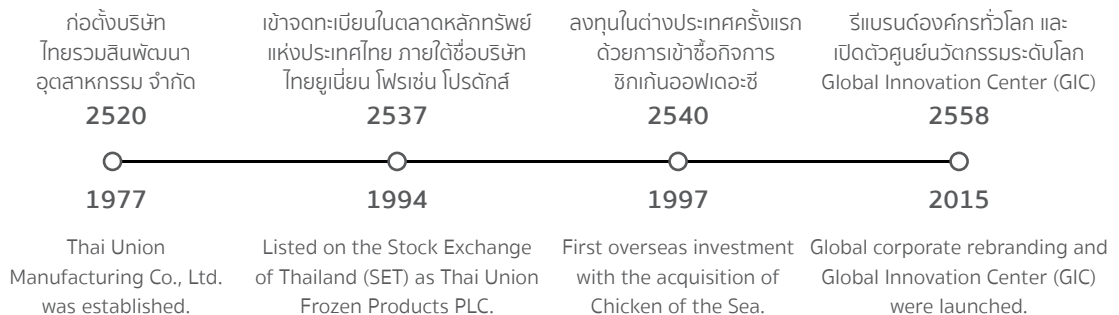 ก่อตั้งบริษัท
ไทยรวมสินพัฒนา
อุตสาหกรรม จำกัด
2520
เข้าจดทะเบียนในตลาดหลักทรัพย์
แห่งประเทศไทย ภายใต้ชื่อบริษัท
ไทยยูเนี่ยน โฟรเซ่น โปรดักส์
2537
ลงทุนในต่างประเทศครั้งแรก
ด้วยการเข้าซื้อกิจการ
ชิกเก้นออฟเดอะซี
2540
รีแบรนด์องค์กรทั่วโลก และ
เปิดตัวศูนย์นวัตกรรมระดับโลก
Global Innovation Center (GIC)
2558
1977
Thai Union
Manufacturing Co., Ltd.
was established.
1994
Listed on the Stock Exchange
of Thailand (SET) as Thai Union
Frozen Products PLC.
1997
First overseas investment
with the acquisition of
Chicken of the Sea.
2015
Global corporate rebranding and
Global Innovation Center (GIC)
were launched.